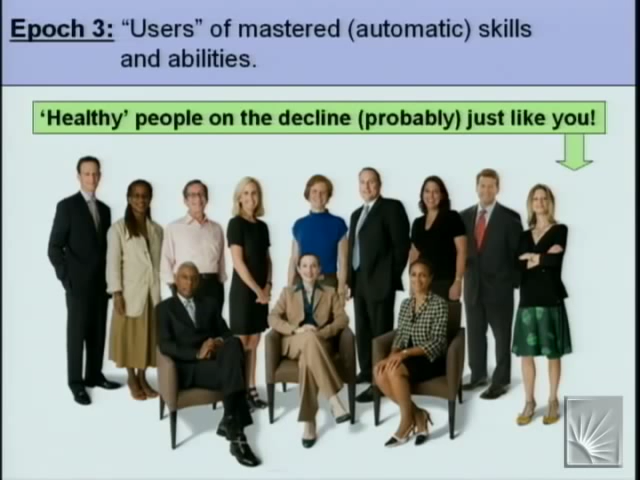 Epoch 3: “Users” of mastered (automatic) skills
and abilities.
‘Healthy’ people on the decline (probably) just like you!